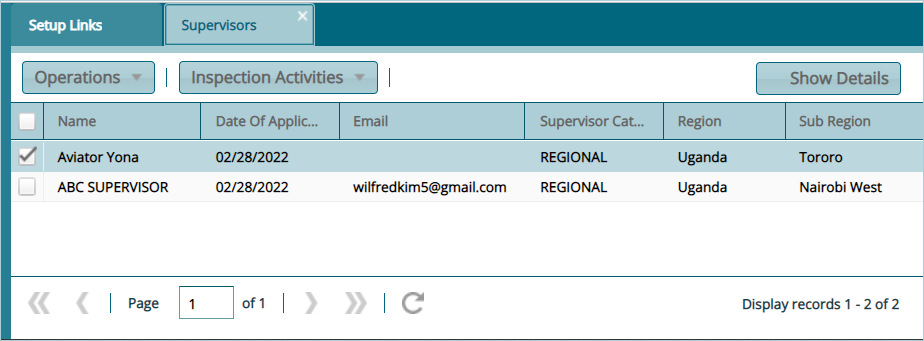 Setup Links Supervisors
Operations Inspection Activities Show Details
Name Date Of Applic... Email Supervisor Cat... Region Sub Region
Aviator Yona 02/28/2022 REGIONAL Uganda Tororo
ABC SUPERVISOR 02/28/2022 wilfredkim5@gmail.com REGIONAL Uganda Nairobi West
Page 1 of 1 Display records 1 - 2 of 2